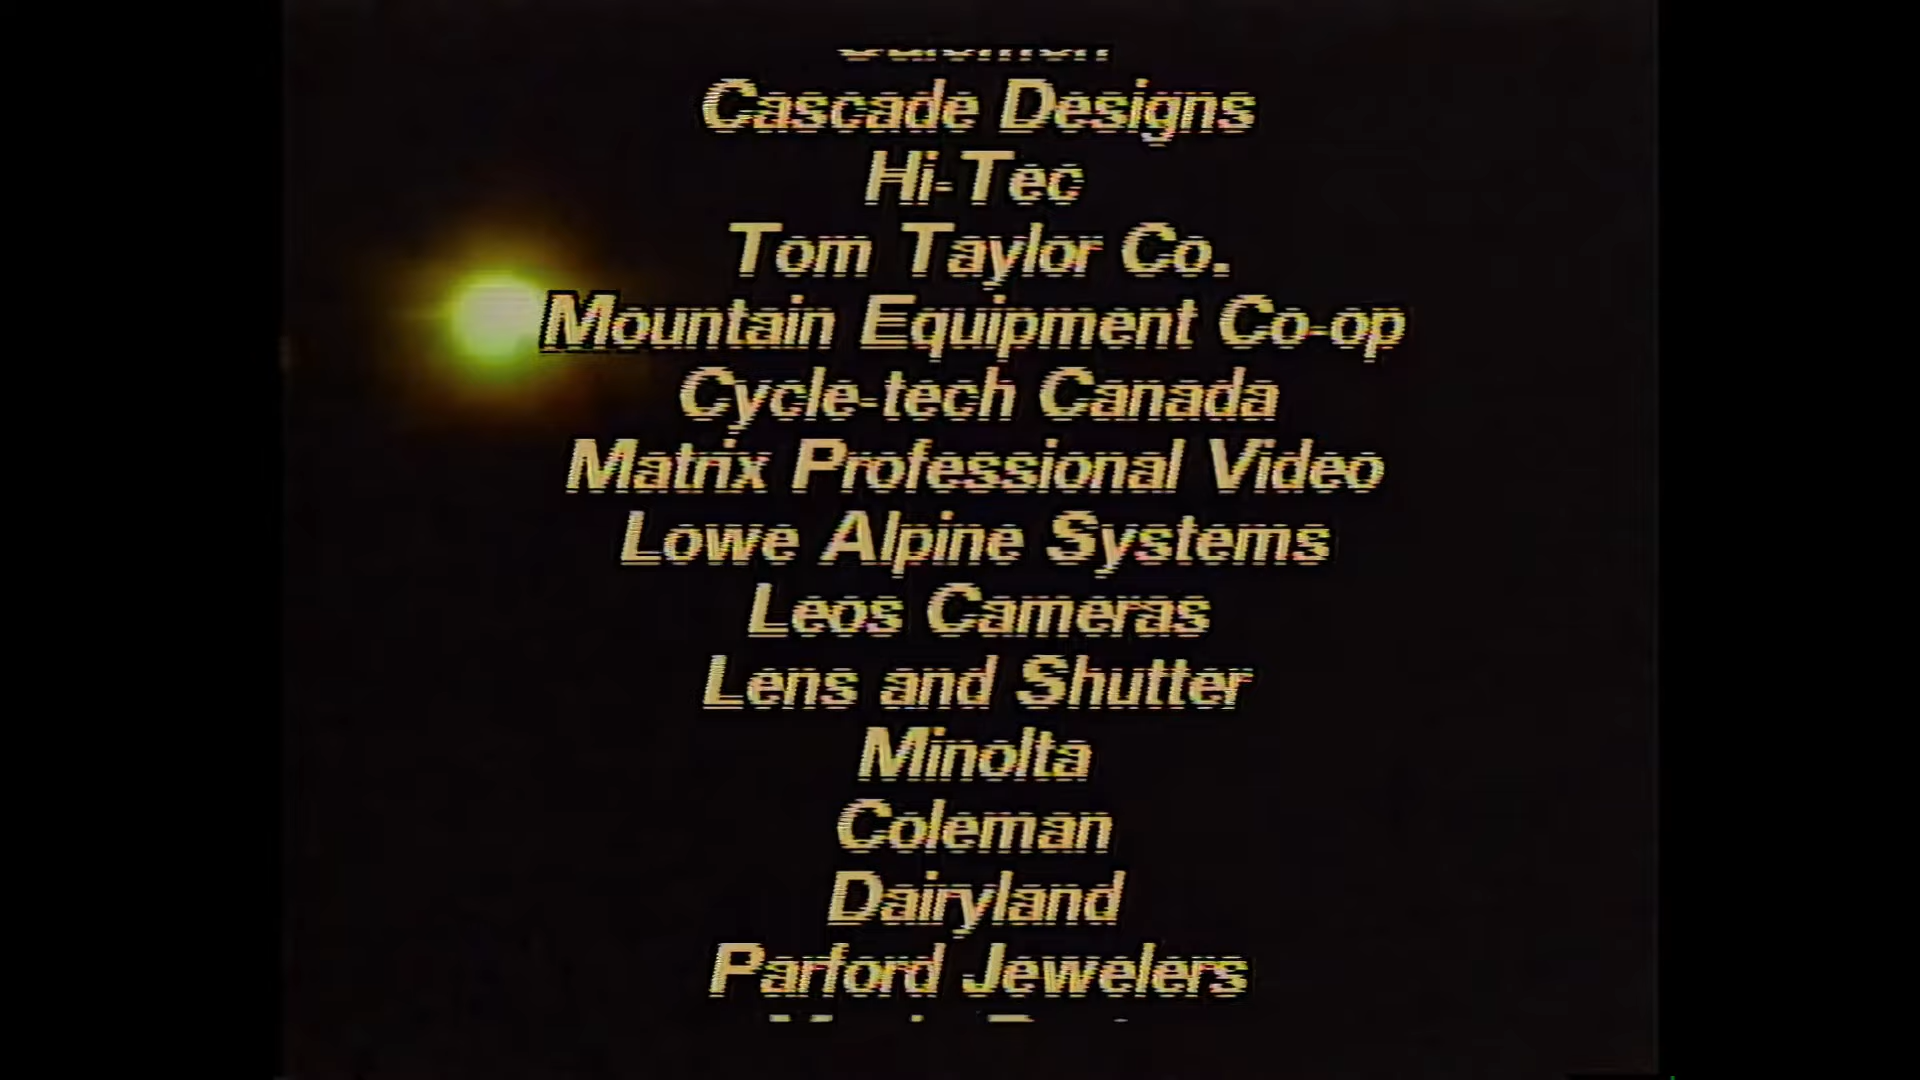 Cascade Designs
Hi-Tec
Tom Taylor Co.
Mountain Equipment Co-op
Cycle-tech Canada
Matrix Professional Video
Lowe Alpine Systems
Leos Cameras
Lens and Shutter
Minolta
Coleman
Dairyland
Parford Jewelers